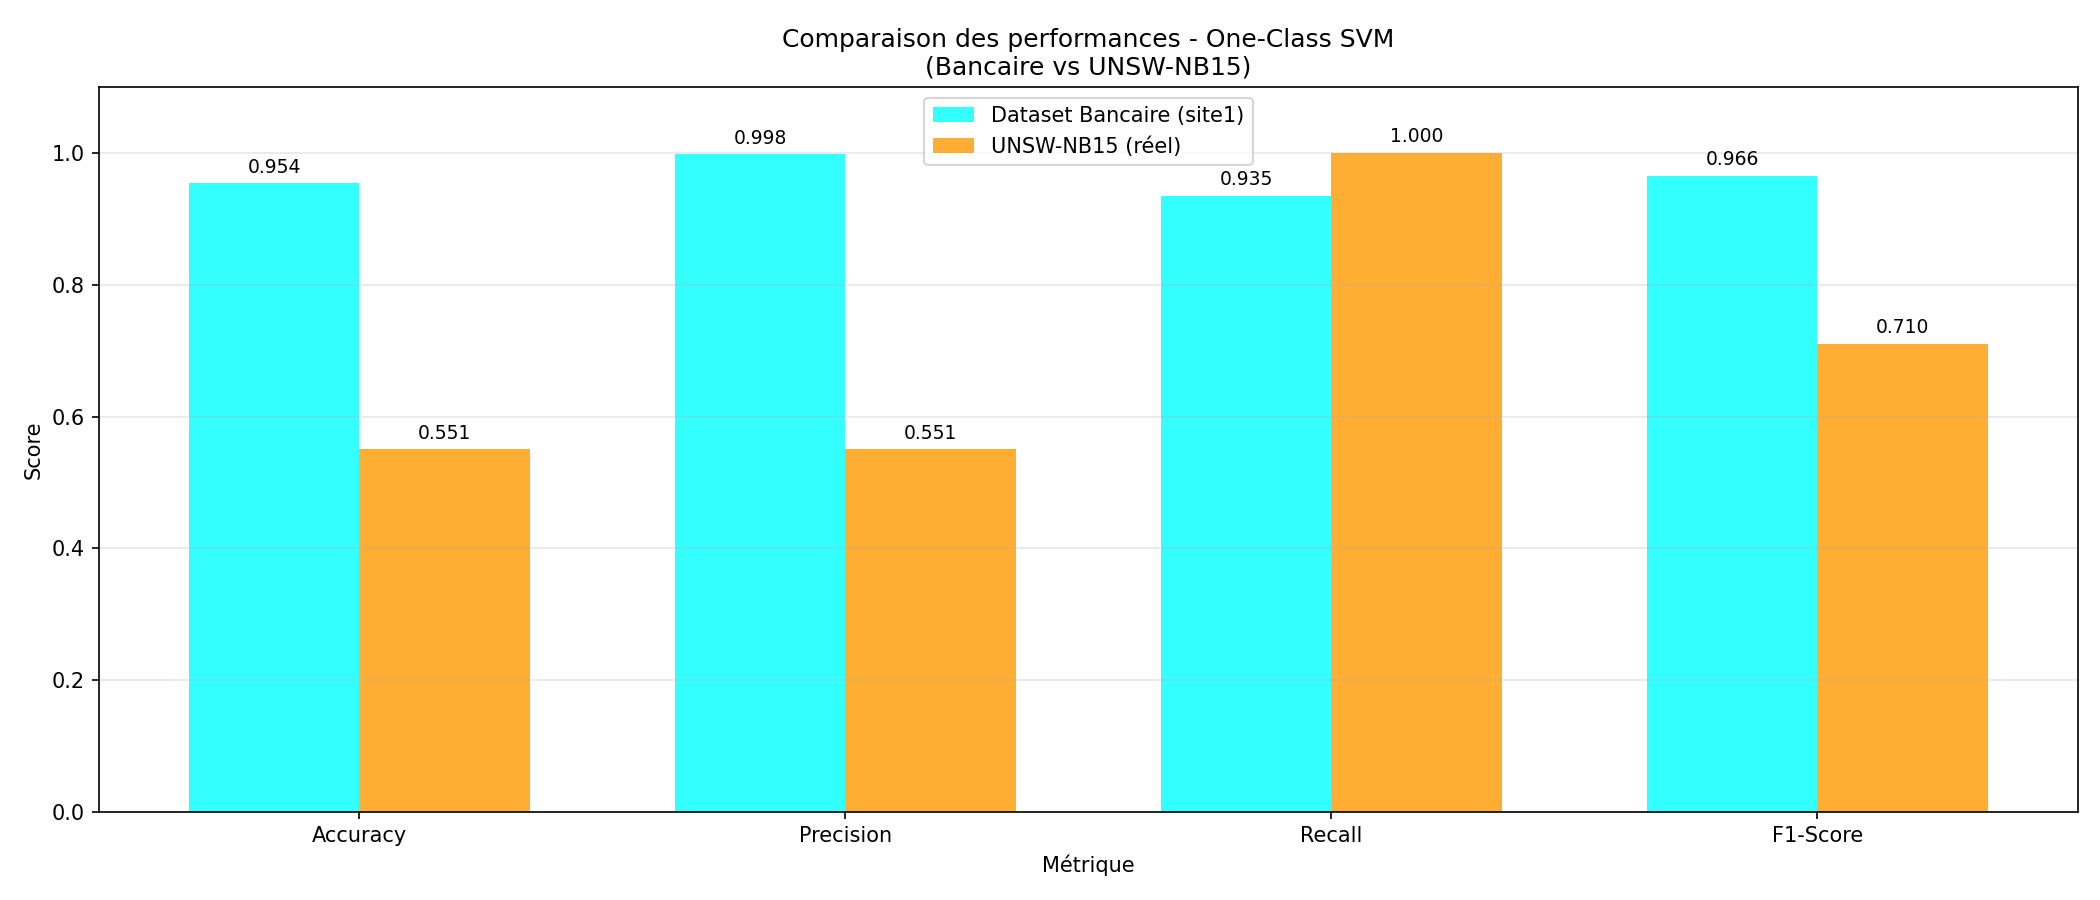 Comparaison des performances - One-Class SVM
(Bancaire vs UNSW-NB15)
Dataset Bancaire (site1)
UNSW-NB15 (réel)
Score
1.0
0.8
0.6
0.4
0.2
0.0
0.954
0.551
0.998
0.551
0.935
1.000
0.966
0.710
Accuracy
Precision
Recall
F1-Score
Métrique